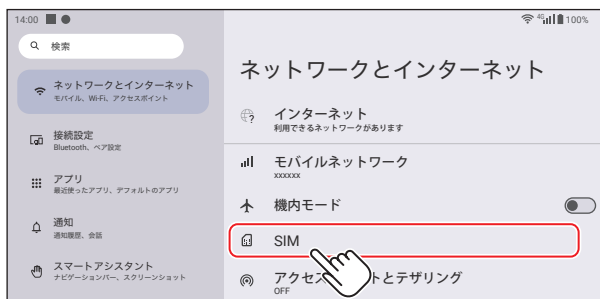 14:00
4G 100%
検索
ネットワークとインターネット
モバイル、Wi-Fi、アクセスポイント
接続設定
Bluetooth、ペア設定
アプリ
最近使ったアプリ、デフォルトのアプリ
通知
通知履歴、会話
スマートアシスタント
ナビゲーションバー、スクリーンショット
ネットワークとインターネット
インターネット
利用できるネットワークがあります
モバイルネットワーク
xxxxxx
機内モード
SIM
アクセス トとテザリング
OFF